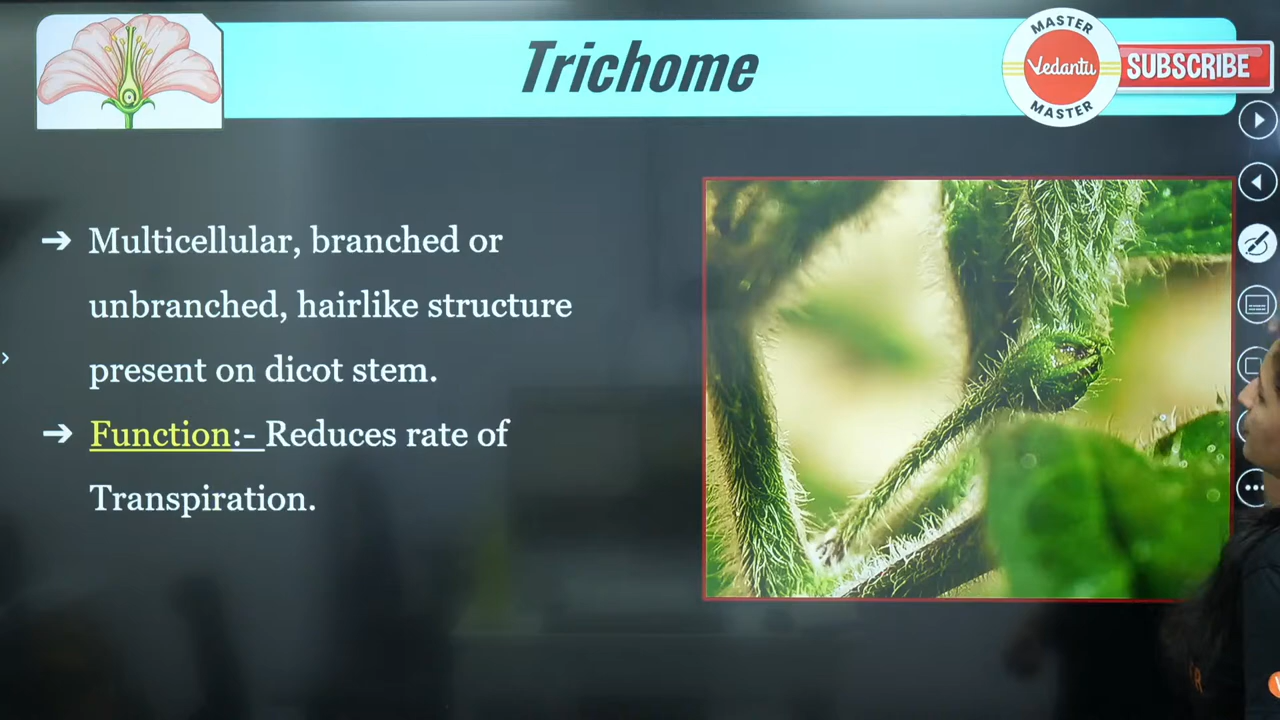 Trichome
MASTER
Vedantu
MASTER
SUBSCRIBE
➔ Multicellular, branched or
unbranched, hairlike structure
present on dicot stem.
➔ Function:- Reduces rate of
Transpiration.